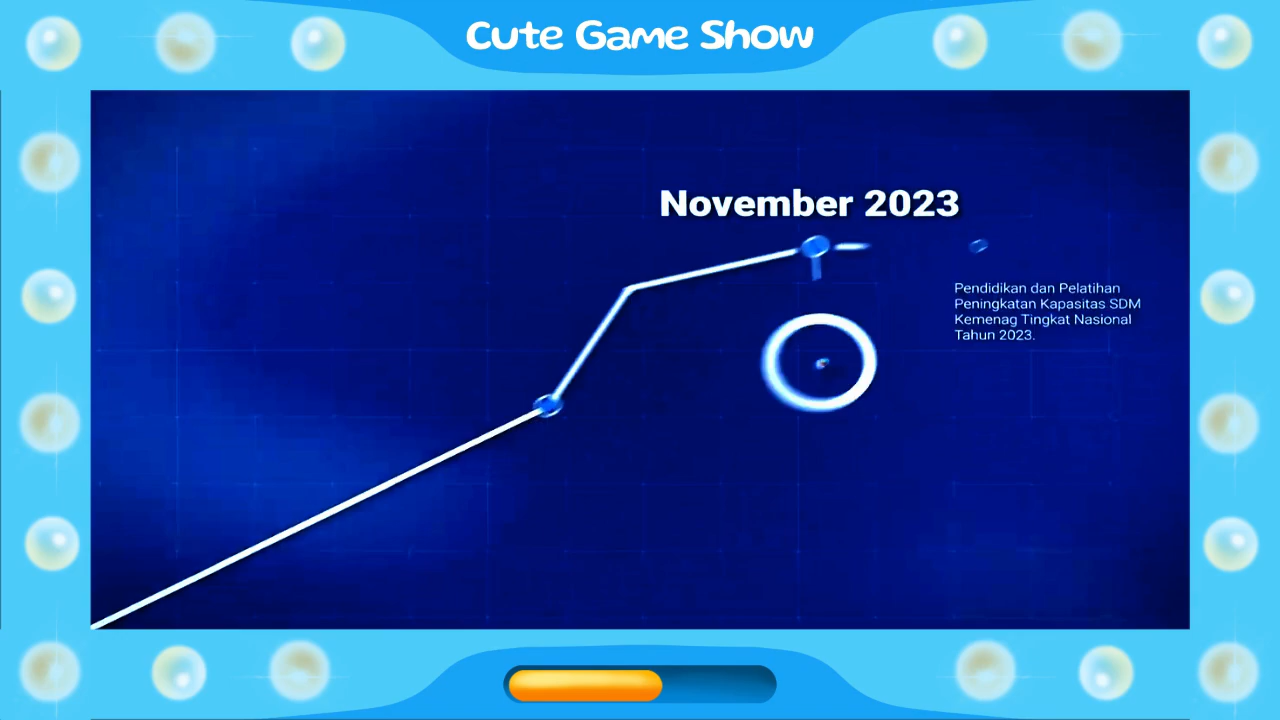 Cute Game Show
November 2023
Pendidikan dan Pelatihan
Peningkatan Kapasitas SDM
Kemenag Tingkat Nasional
Tahun 2023.